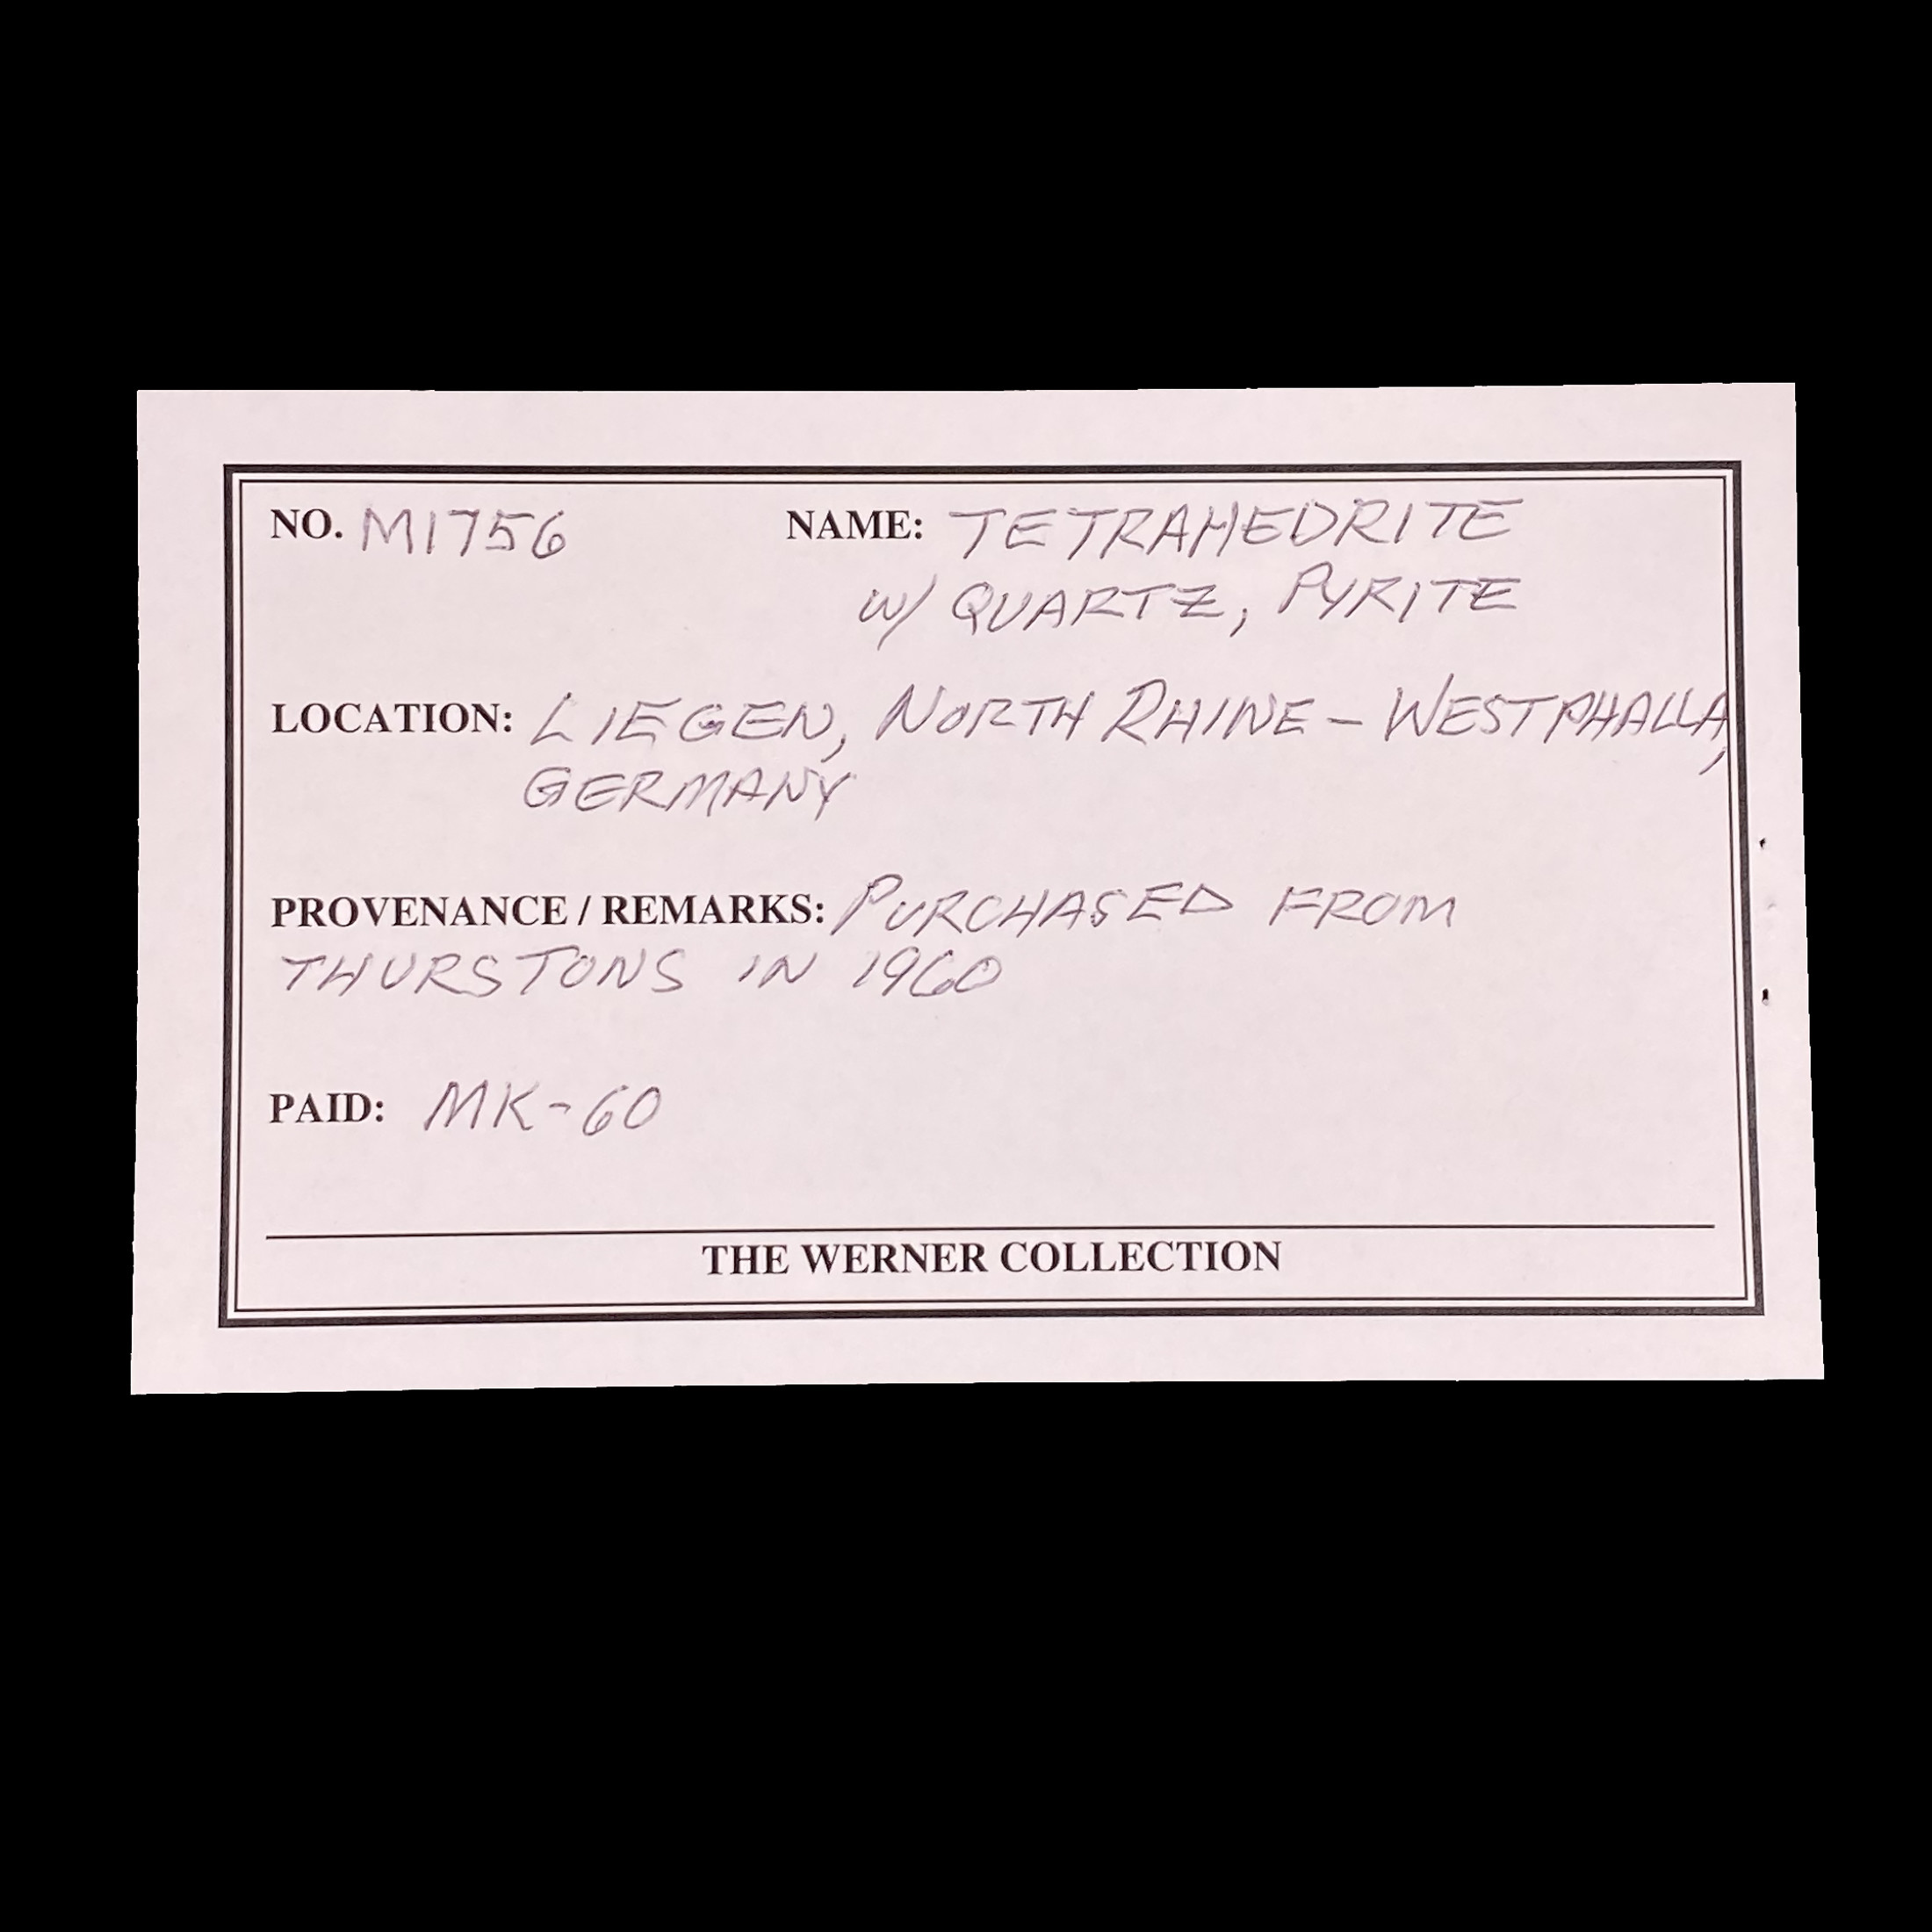 NO. M1756 NAME: TETRAHEDRITE
W/ QUARTZ, PYRITE
LOCATION: LIEGEN, NORTH RHINE - WESTPHALLA,
GERMANY
PROVENANCE / REMARKS: PURCHASED FROM
THURSTONS IN 1960
PAID: MK-60
THE WERNER COLLECTION